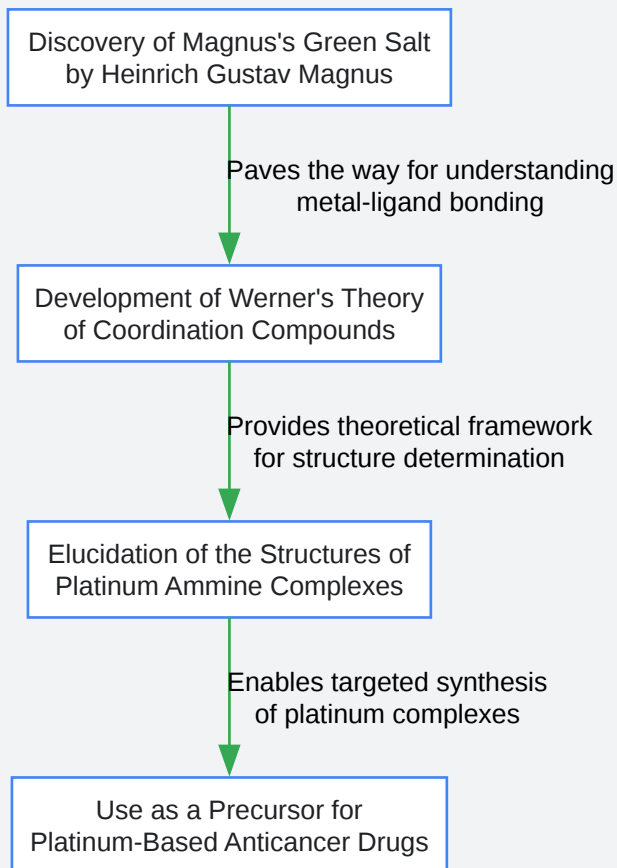 Discovery of Magnus's Green Salt
by Heinrich Gustav Magnus
Paves the way for understanding
metal-ligand bonding
Development of Werner's Theory
of Coordination Compounds
Provides theoretical framework
for structure determination
Elucidation of the Structures of
Platinum Ammine Complexes
Enables targeted synthesis
of platinum complexes
Use as a Precursor for
Platinum-Based Anticancer Drugs